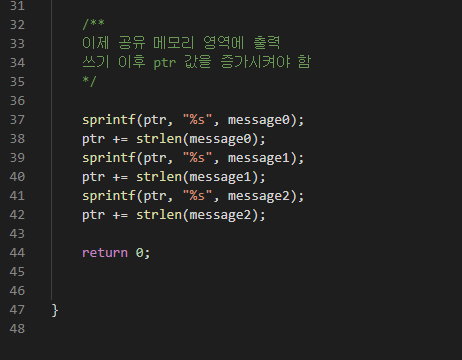 31
32 /**
33 이제 공유 메모리 영역에 출력
34 쓰기 이후 ptr 값을 증가시켜야 함
35 */
36
37 sprintf(ptr, "%s", message0);
38 ptr += strlen(message0);
39 sprintf(ptr, "%s", message1);
40 ptr += strlen(message1);
41 sprintf(ptr, "%s", message2);
42 ptr += strlen(message2);
43
44 return 0;
45
46
47 }
48